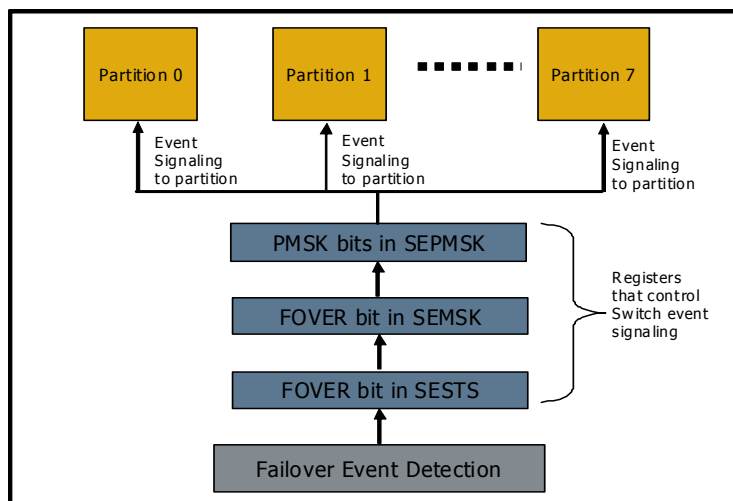 Partition 0
Partition 1
Partition 7
Event
Signaling
to partition
Event
Signaling
to partition
Event
Signaling
to partition
PMSK bits in SEPMSK
FOVER bit in SEMSK
FOVER bit in SESTS
Registers
that control
Switch event
signaling
Failover Event Detection